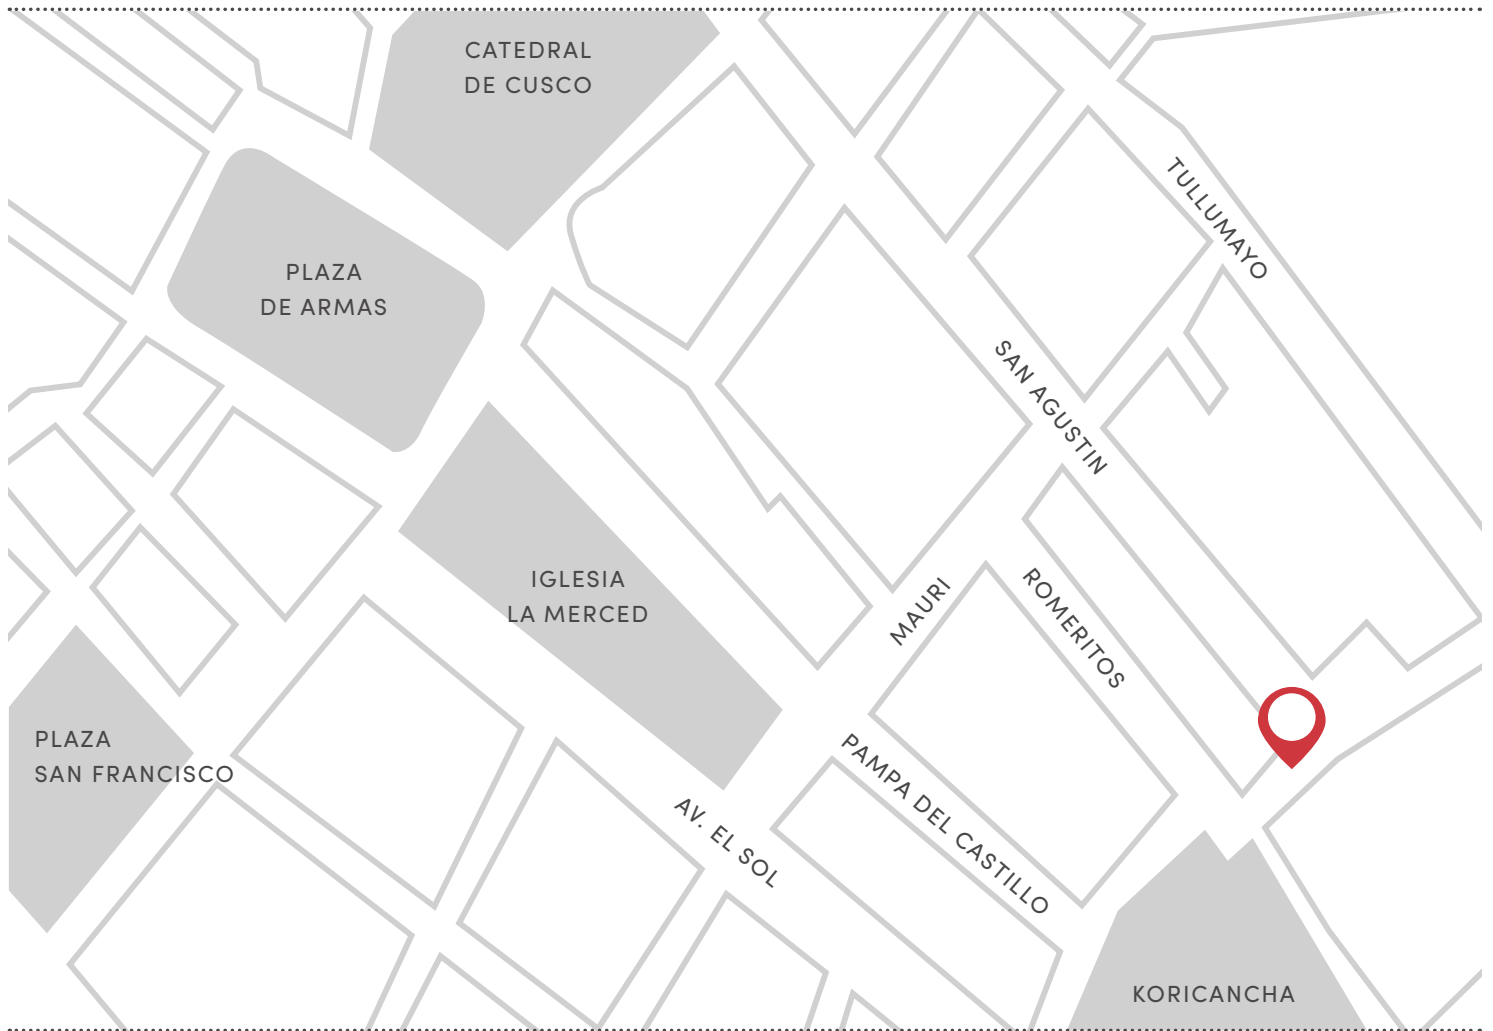 CATEDRAL
DE CUSCO
TULLUMAYO
PLAZA
DE ARMAS
SAN AGUSTIN
IGLESIA
LA MERCED
MAURI
ROMERITOS
PLAZA
SAN FRANCISCO
PAMPA DEL CASTILLO
AV. EL SOL
KORICANCHA